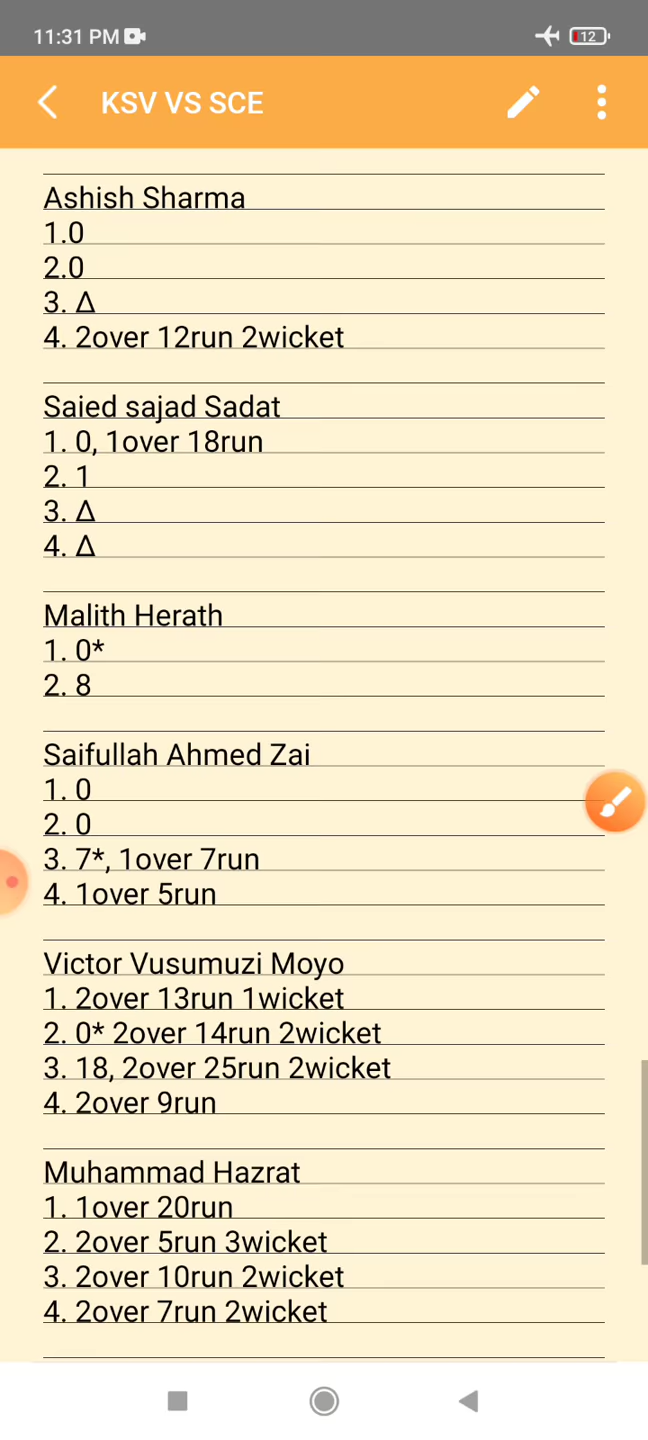 11:31 PM
12
KSV VS SCE
Ashish Sharma
1.0
2.0
3. Δ
4. 2over 12run 2wicket
Saied sajad Sadat
1. 0, 1over 18run
2. 1
3. Δ
4. Δ
Malith Herath
1. 0*
2. 8
Saifullah Ahmed Zai
1. 0
2. 0
3. 7*, 1over 7run
4. 1over 5run
Victor Vusumuzi Moyo
1. 2over 13run 1wicket
2. 0* 2over 14run 2wicket
3. 18, 2over 25run 2wicket
4. 2over 9run
Muhammad Hazrat
1. 1over 20run
2. 2over 5run 3wicket
3. 2over 10run 2wicket
4. 2over 7run 2wicket